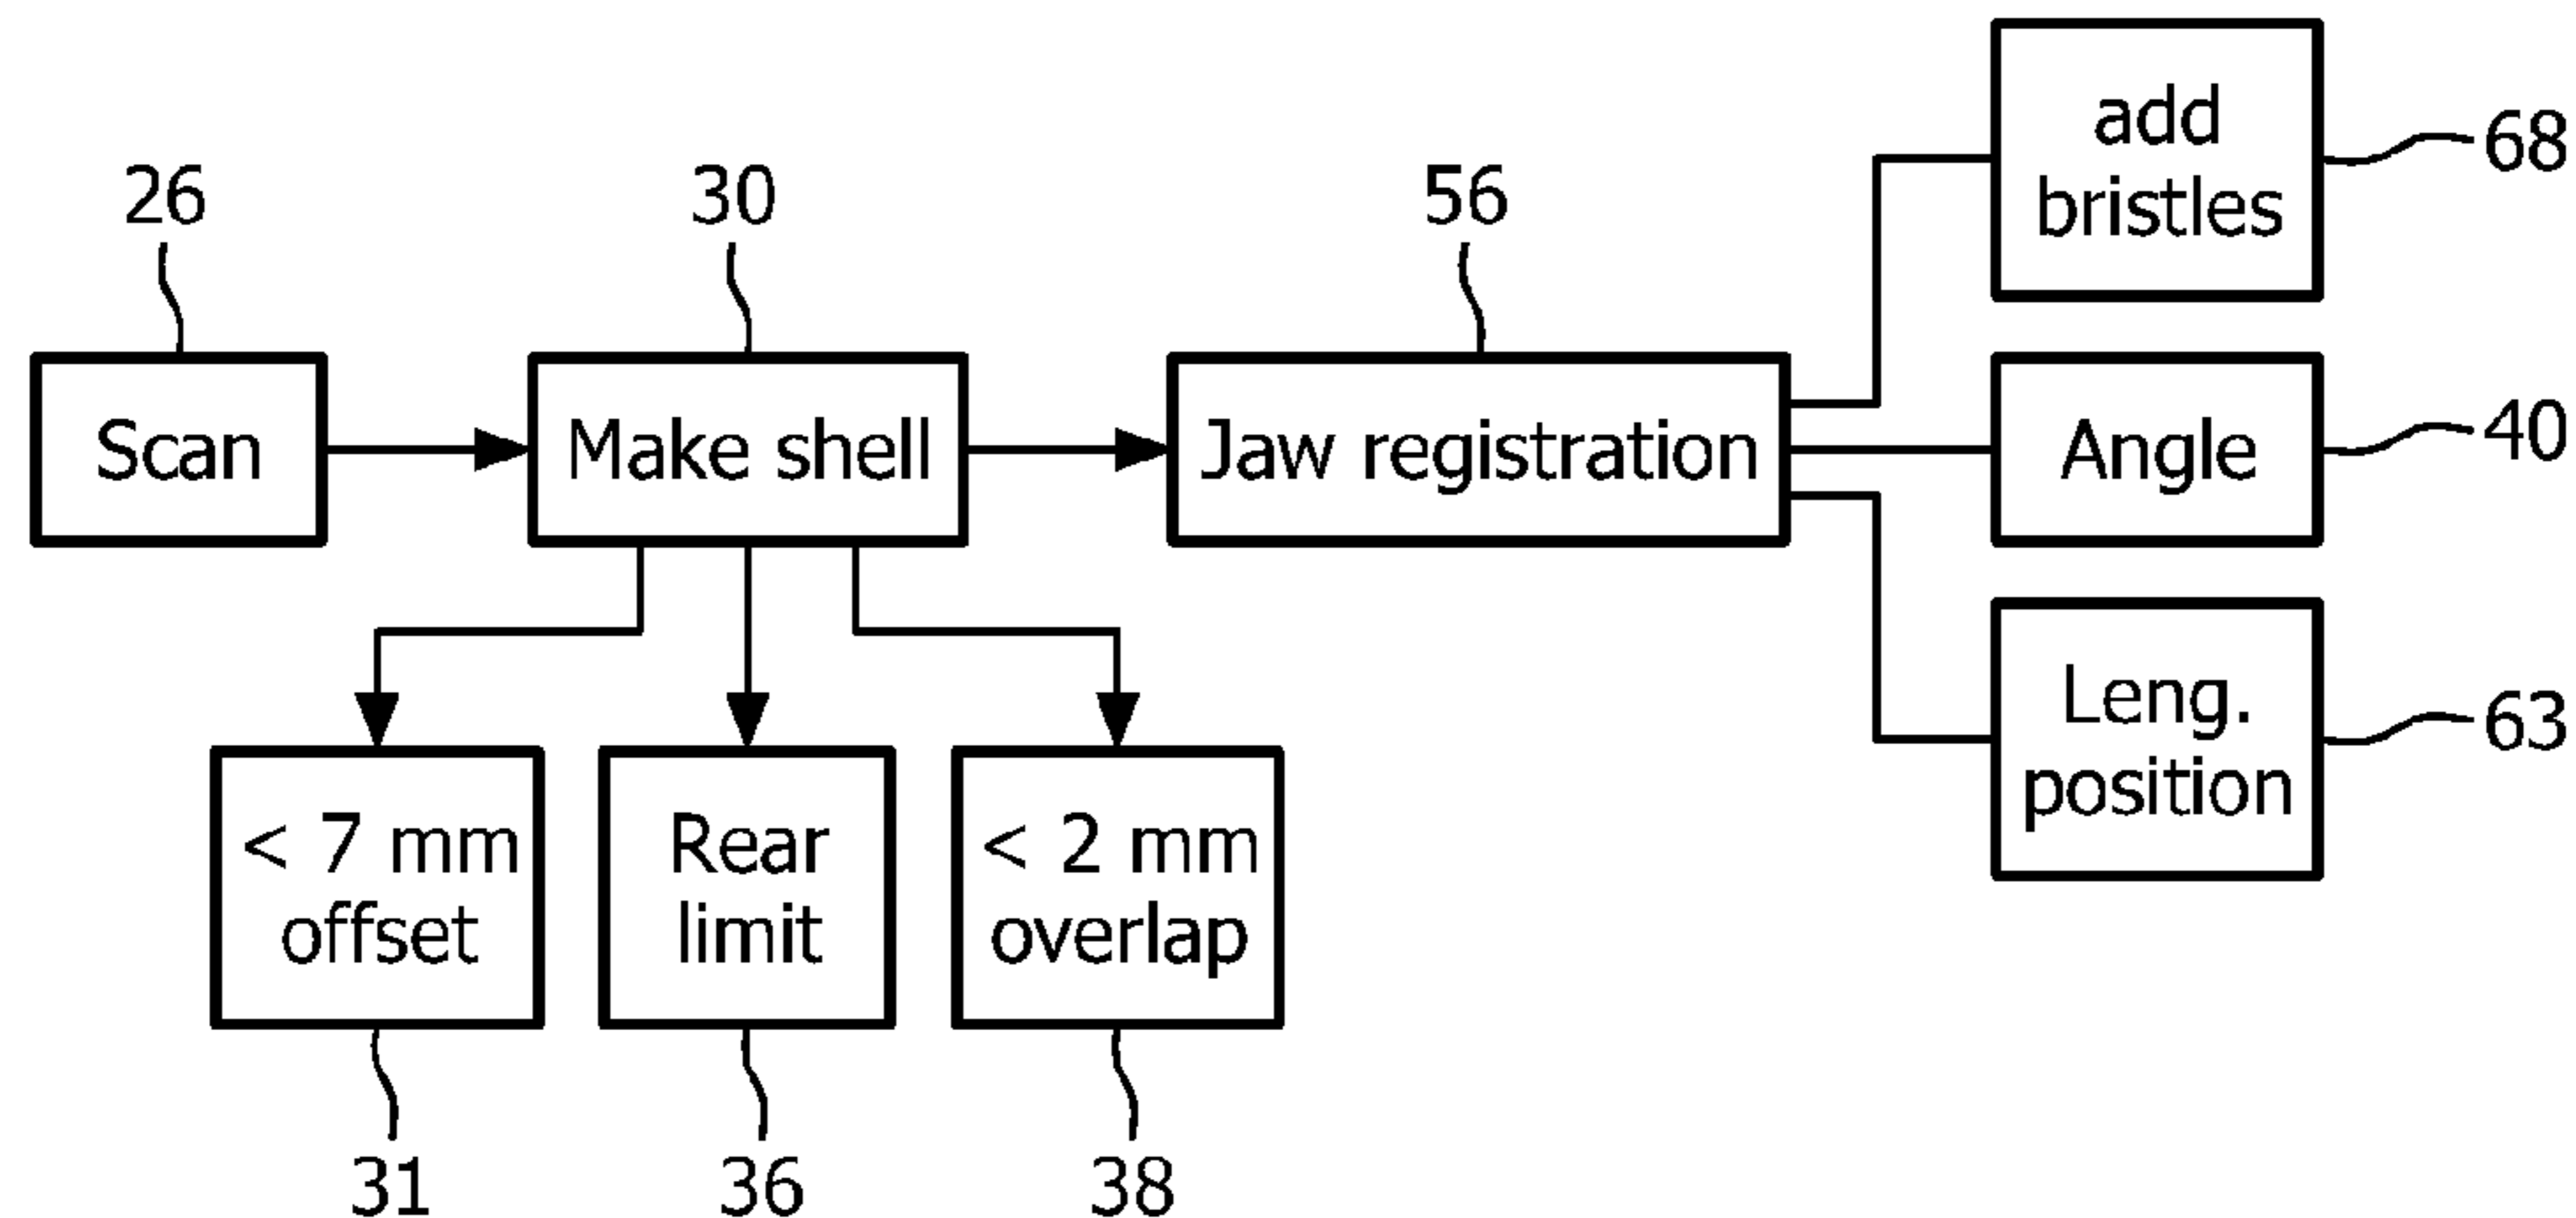 26
30
56
add
bristles
68
Scan
Make shell
Jaw registration
Angle
40
Leng.
position
63
< 7 mm
offset
Rear
limit
< 2 mm
overlap
31
36
38